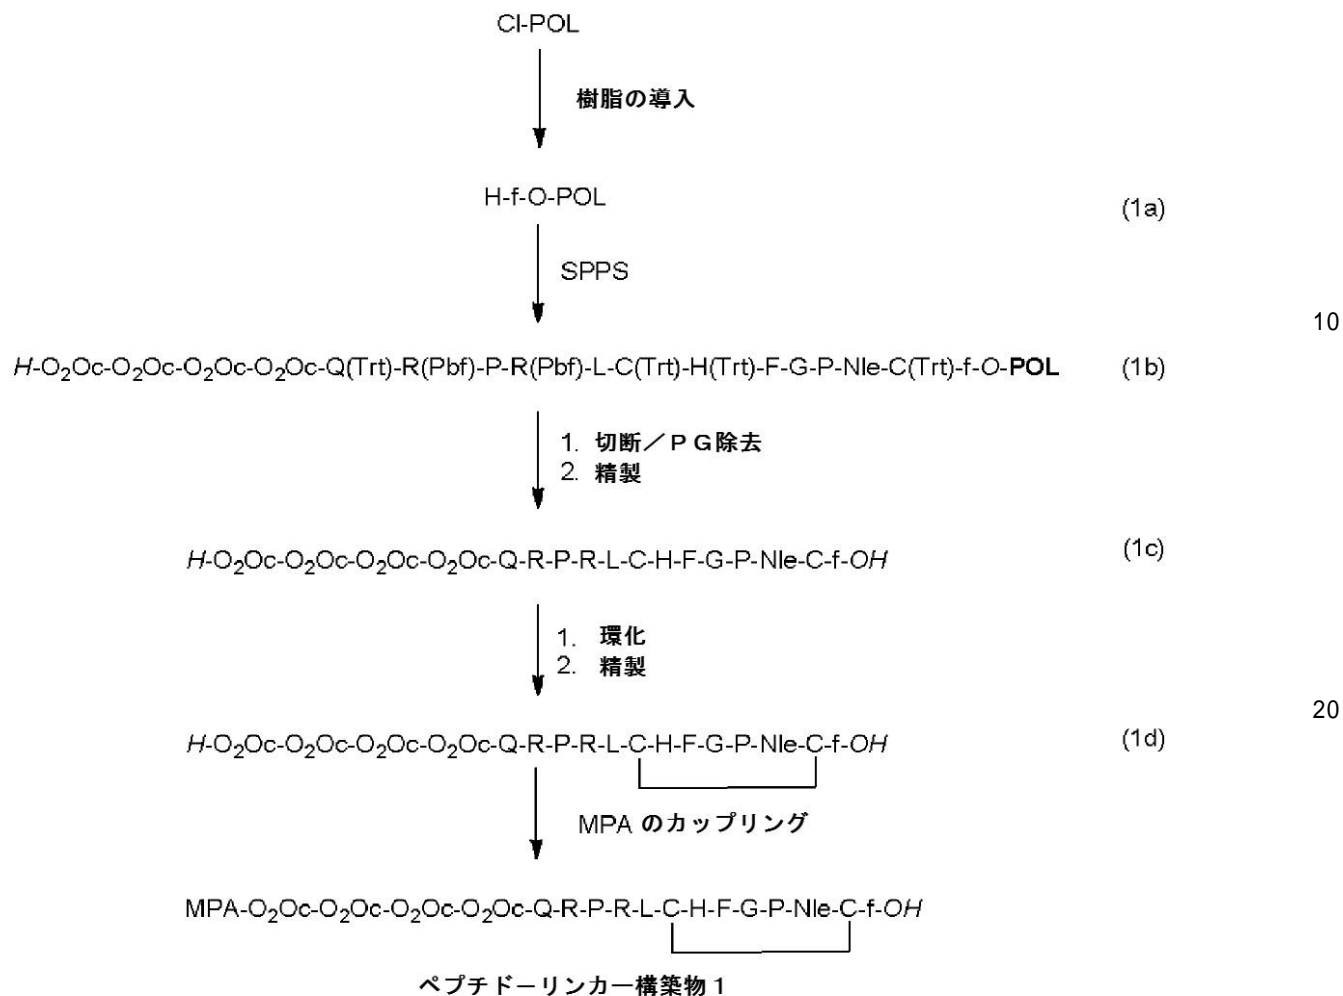 Cl-POL
樹脂の導入
H-f-O-POL (1a)
SPPS
10
H-O2Oc-O2Oc-O2Oc-O2Oc-Q(Trt)-R(Pbf)-P-R(Pbf)-L-C(Trt)-H(Trt)-F-G-P-Nle-C(Trt)-f-O-POL (1b)
1. 切断／ＰＧ除去
2. 精製
H-O2Oc-O2Oc-O2Oc-O2Oc-Q-R-P-R-L-C-H-F-G-P-Nle-C-f-OH (1c)
1. 環化
2. 精製
20
H-O2Oc-O2Oc-O2Oc-O2Oc-Q-R-P-R-L-C-H-F-G-P-Nle-C-f-OH (1d)
MPA のカップリング
MPA-O2Oc-O2Oc-O2Oc-O2Oc-Q-R-P-R-L-C-H-F-G-P-Nle-C-f-OH
ペプチドーリンカー構築物 1